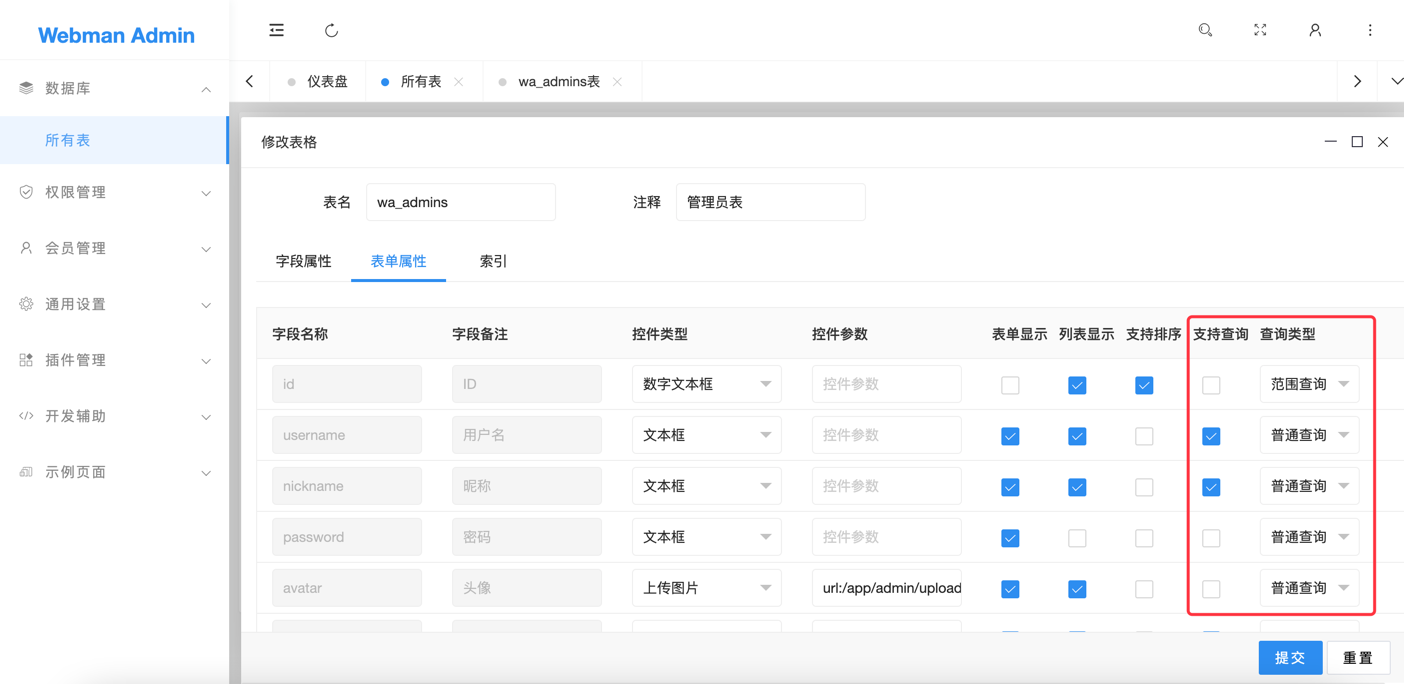 Webman Admin
数据库
所有表
权限管理
会员管理
通用设置
插件管理
开发辅助
示例页面
仪表盘 所有表 wa_admins表
修改表格
表名 wa_admins 注释 管理员表
字段属性 表单属性 索引
字段名称 字段备注 控件类型 控件参数 表单显示 列表显示 支持排序 支持查询 查询类型
id ID 数字文本框 控件参数 范围查询
username 用户名 文本框 控件参数 普通查询
nickname 昵称 文本框 控件参数 普通查询
password 密码 文本框 控件参数 普通查询
avatar 头像 上传图片 url:/app/admin/upload 普通查询
提交 重置